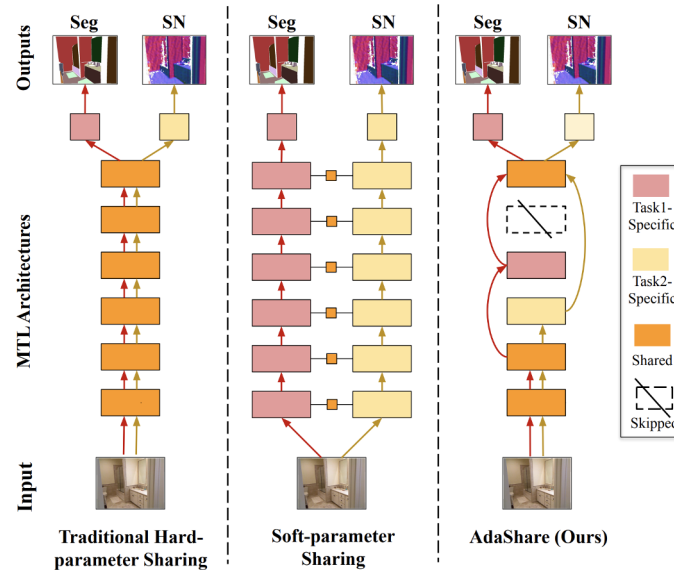 Seg SN
Seg SN
Seg SN
Outputs
MTL Architectures
Input
Task1-
Specific
Task2-
Specific
Shared
Skipped
Traditional Hard-
parameter Sharing
Soft-parameter
Sharing
AdaShare (Ours)